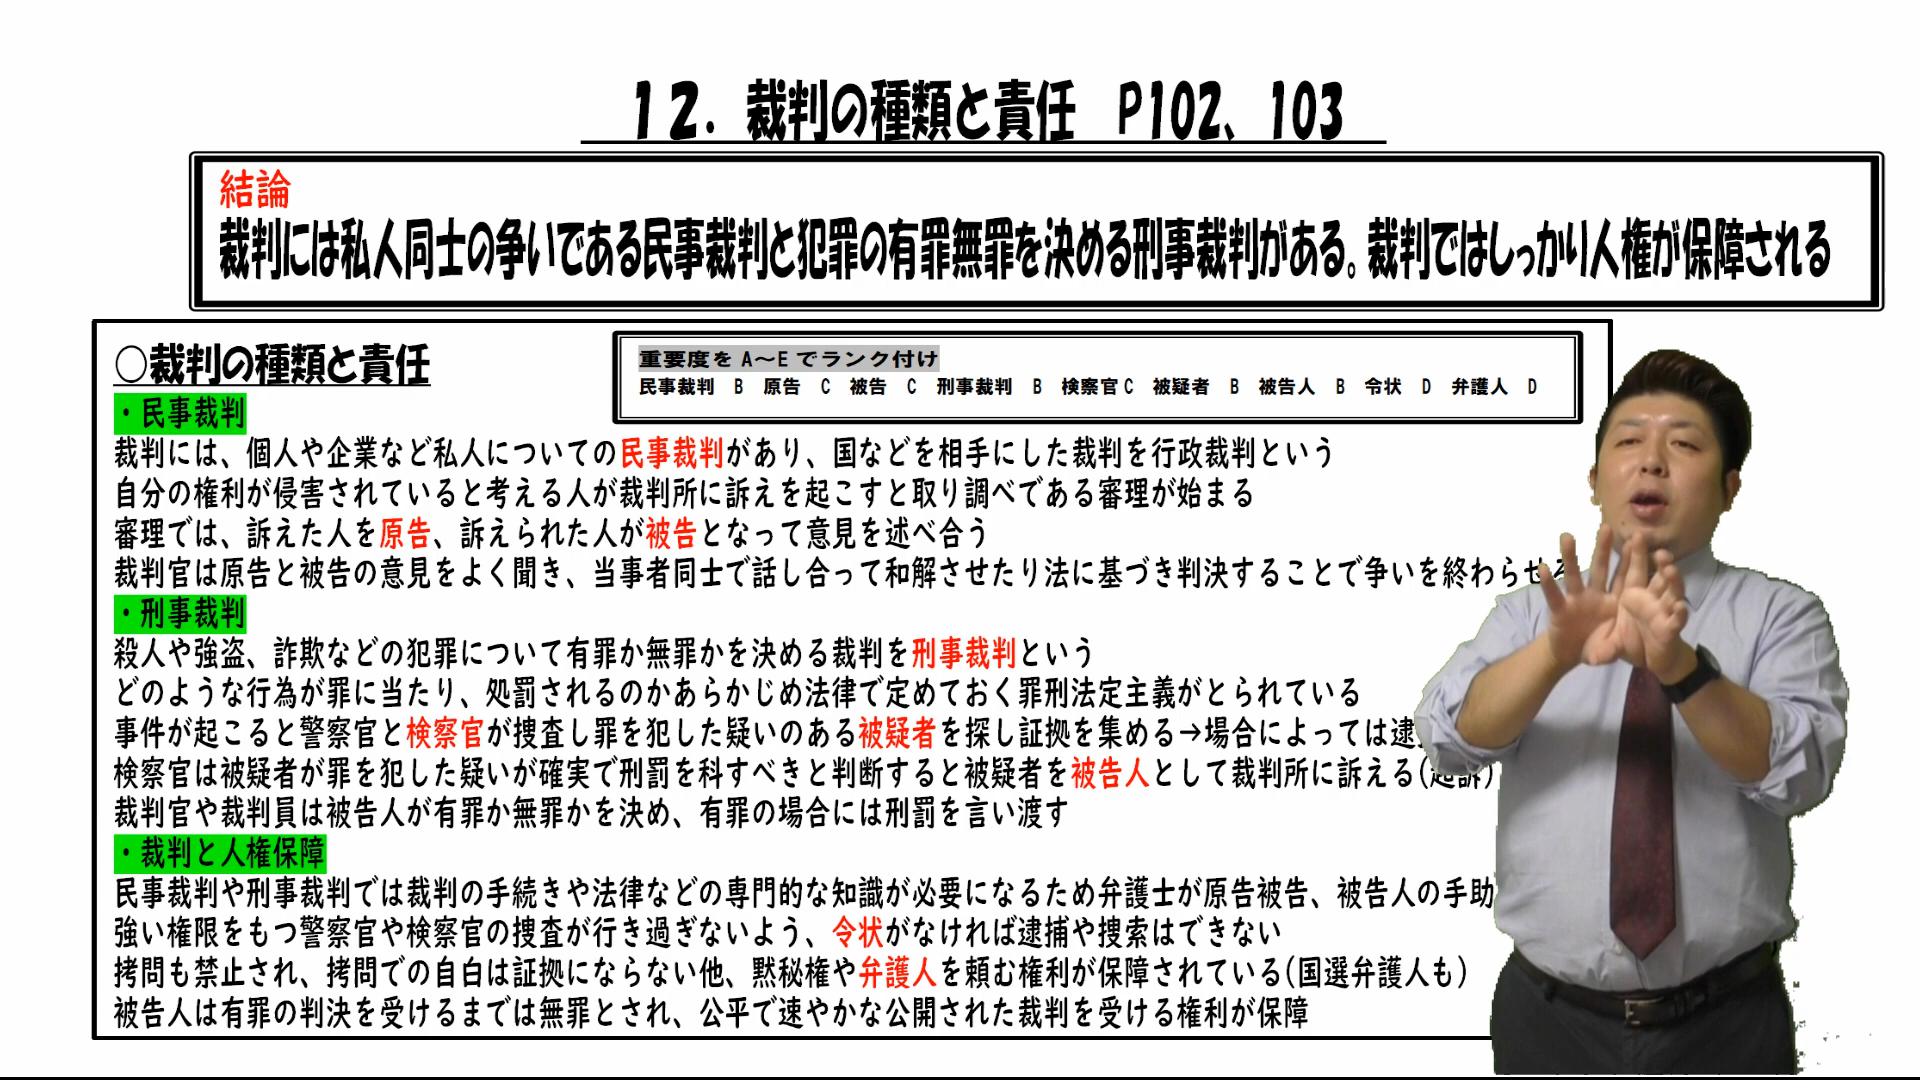 12. 裁判の種類と責任 P102、103
結論
裁判には私人同士の争いである民事裁判と犯罪の有罪無罪を決める刑事裁判がある。裁判ではしっかり人権が保障される
○裁判の種類と責任
重要度を A～E でランク付け
民事裁判 B 原告 C 被告 C 刑事裁判 B 検察官 C 被疑者 B 被告人 B 令状 D 弁護人 D
・民事裁判
裁判には、個人や企業など私人についての民事裁判があり、国などを相手にした裁判を行政裁判という
自分の権利が侵害されていると考える人が裁判所に訴えを起こすと取り調べである審理が始まる
審理では、訴えた人を原告、訴えられた人が被告となって意見を述べ合う
裁判官は原告と被告の意見をよく聞き、当事者同士で話し合って和解させたり法に基づき判決することで争いを終わらせる
・刑事裁判
殺人や強盗、詐欺などの犯罪について有罪か無罪かを決める裁判を刑事裁判という
どのような行為が罪に当たり、処罰されるのかあらかじめ法律で定めておく罪刑法定主義がとられている
事件が起こると警察官と検察官が捜査し罪を犯した疑いのある被疑者を探し証拠を集める→場合によっては逮
検察官は被疑者が罪を犯した疑いが確実で刑罰を科すべきと判断すると被疑者を被告人として裁判所に訴える(起訴)
裁判官や裁判員は被告人が有罪か無罪かを決め、有罪の場合には刑罰を言い渡す
・裁判と人権保障
民事裁判や刑事裁判では裁判の手続きや法律などの専門的な知識が必要になるため弁護士が原告被告、被告人の手助
強い権限をもつ警察官や検察官の捜査が行き過ぎないよう、令状がなければ逮捕や捜索はできない
拷問も禁止され、拷問での自白は証拠にならない他、黙秘権や弁護人を頼む権利が保障されている(国選弁護人も)
被告人は有罪の判決を受けるまでは無罪とされ、公平で速やかな公開された裁判を受ける権利が保障